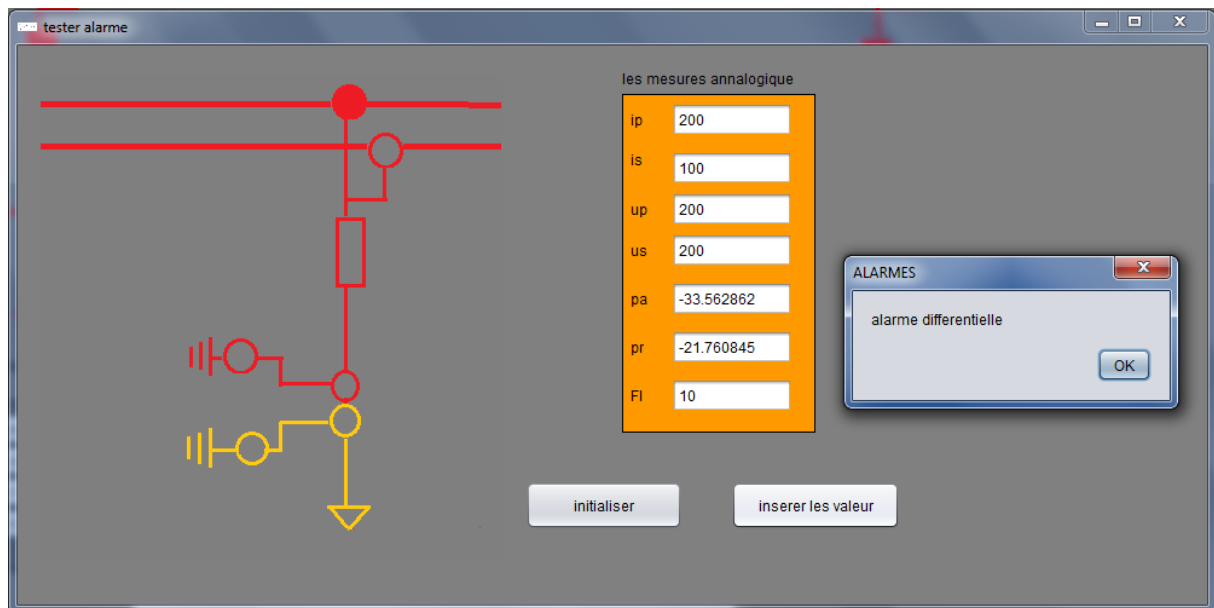 tester alarme
les mesures annalogique
ip 200
is 100
up 200
us 200
pa -33.562862
pr -21.760845
FI 10
ALARMES
alarme differentielle
OK
initialiser
inserer les valeur